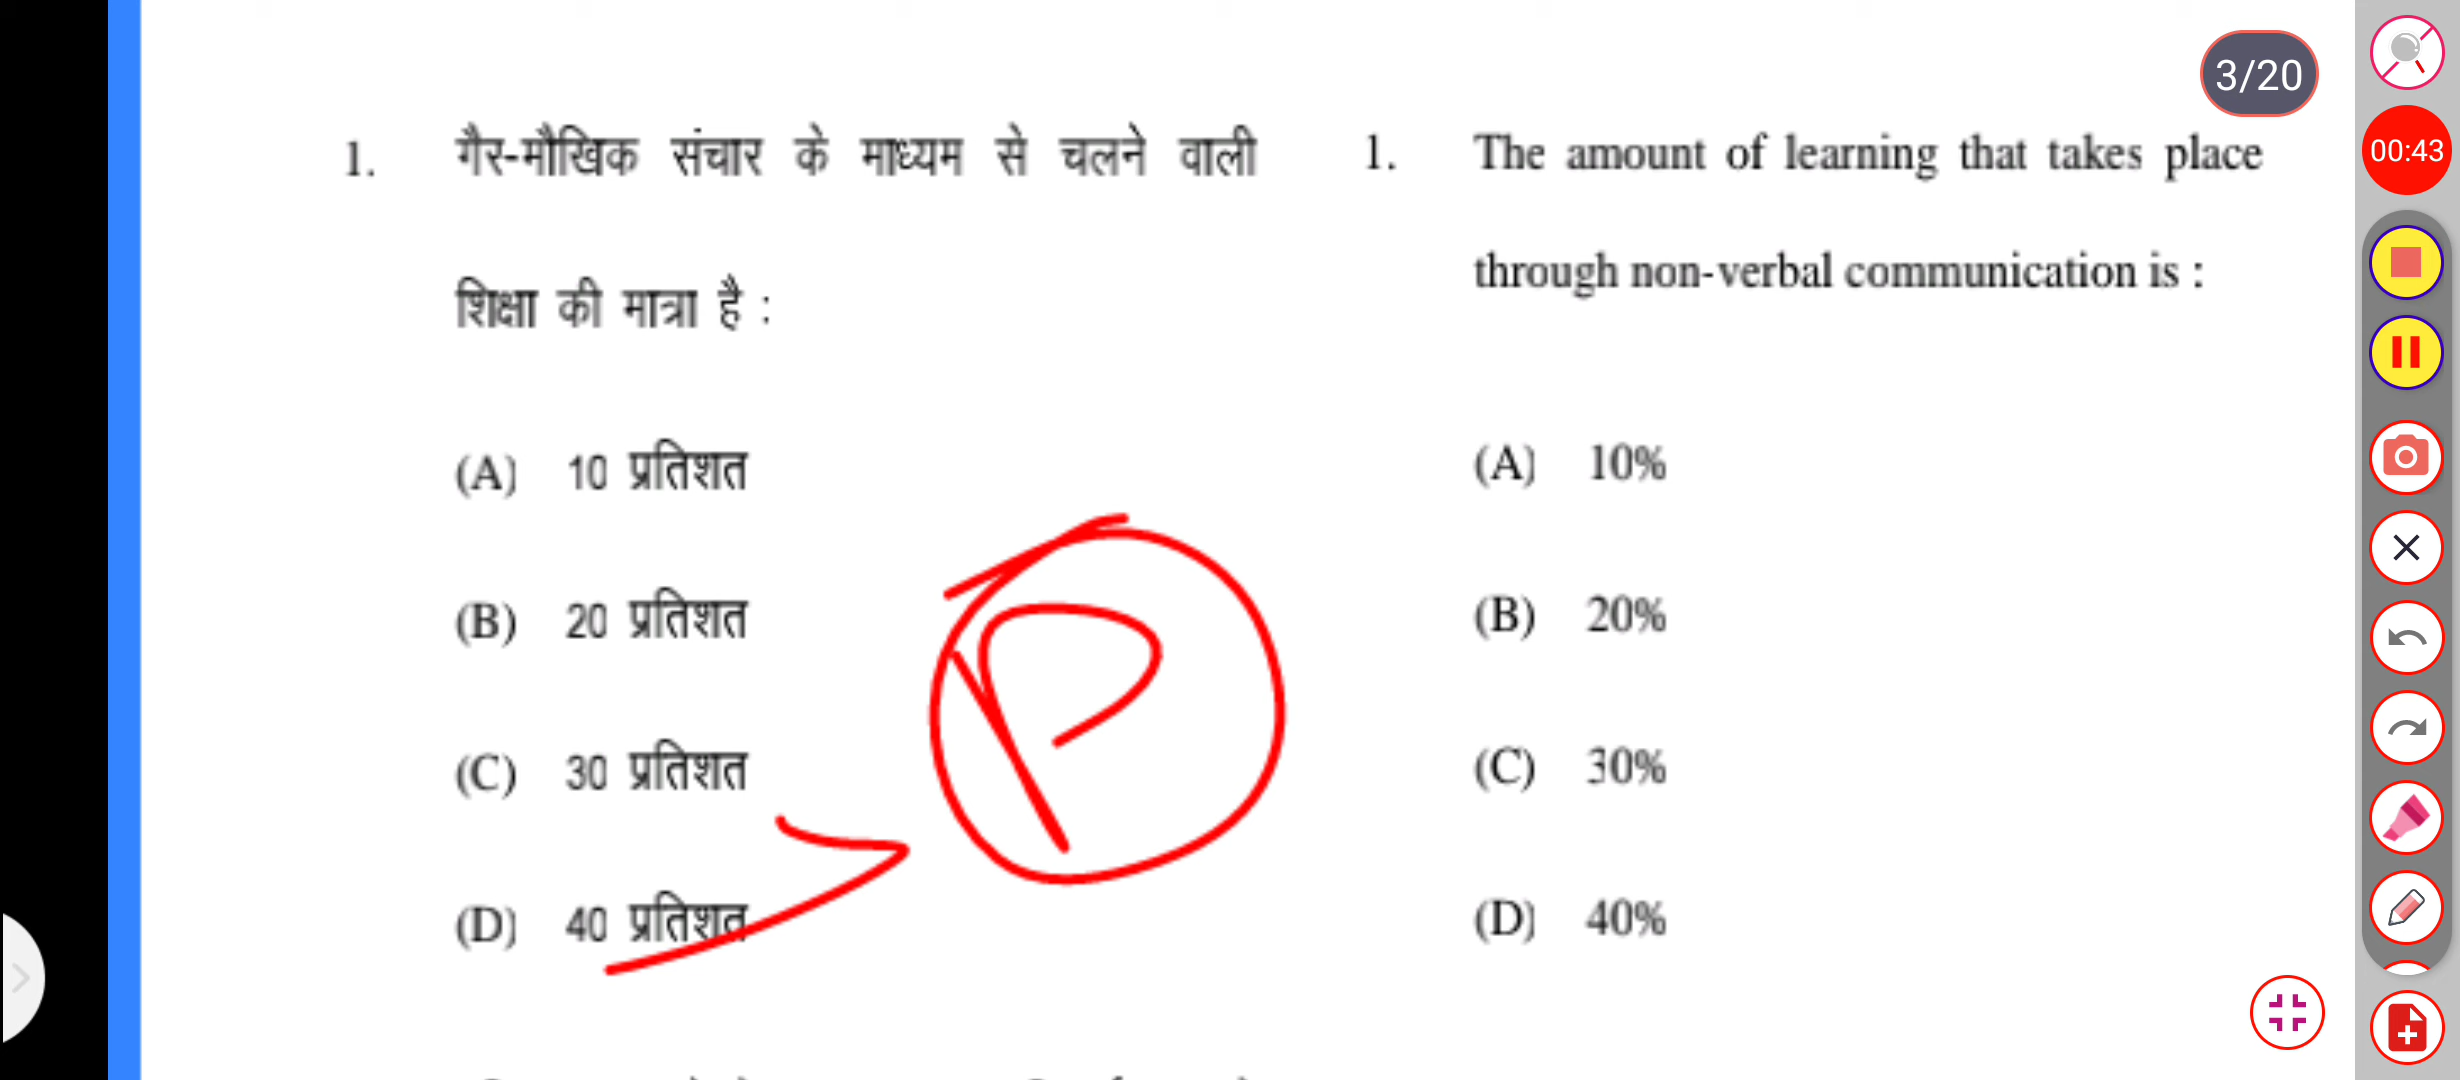 3/20
00:43
1. गैर-मौखिक संचार के माध्यम से चलने वाली
शिक्षा की मात्रा है :
(A) 10 प्रतिशत
(B) 20 प्रतिशत
(C) 30 प्रतिशत
(D) 40 प्रतिशत
P
1. The amount of learning that takes place
through non-verbal communication is :
(A) 10%
(B) 20%
(C) 30%
(D) 40%